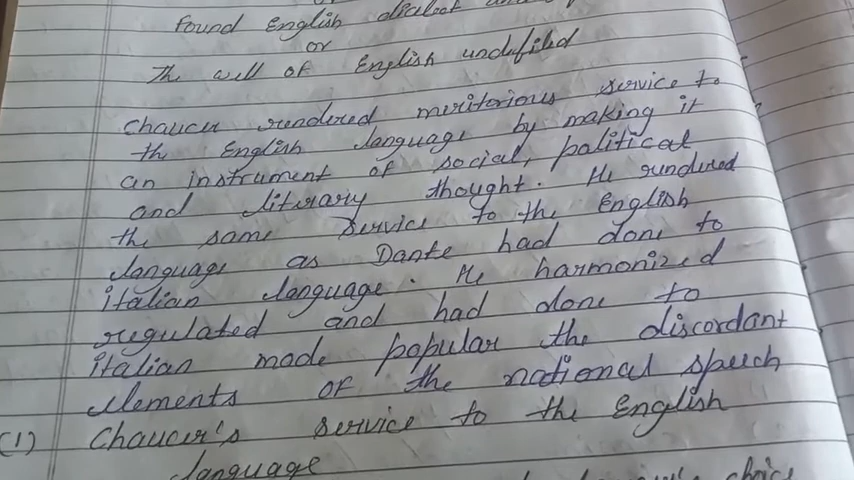 Found English dialect
or
The well of English undefiled
Chaucer rendered meritorious service to
the English language by making it
an instrument of social, political
and literary thought. He rendered
the same service to the English
language as Dante had done to
italian language. He harmonized
regulated and had done to
italian made popular the discordant
elements of the national speech
(1) Chaucer's service to the English
language
choice